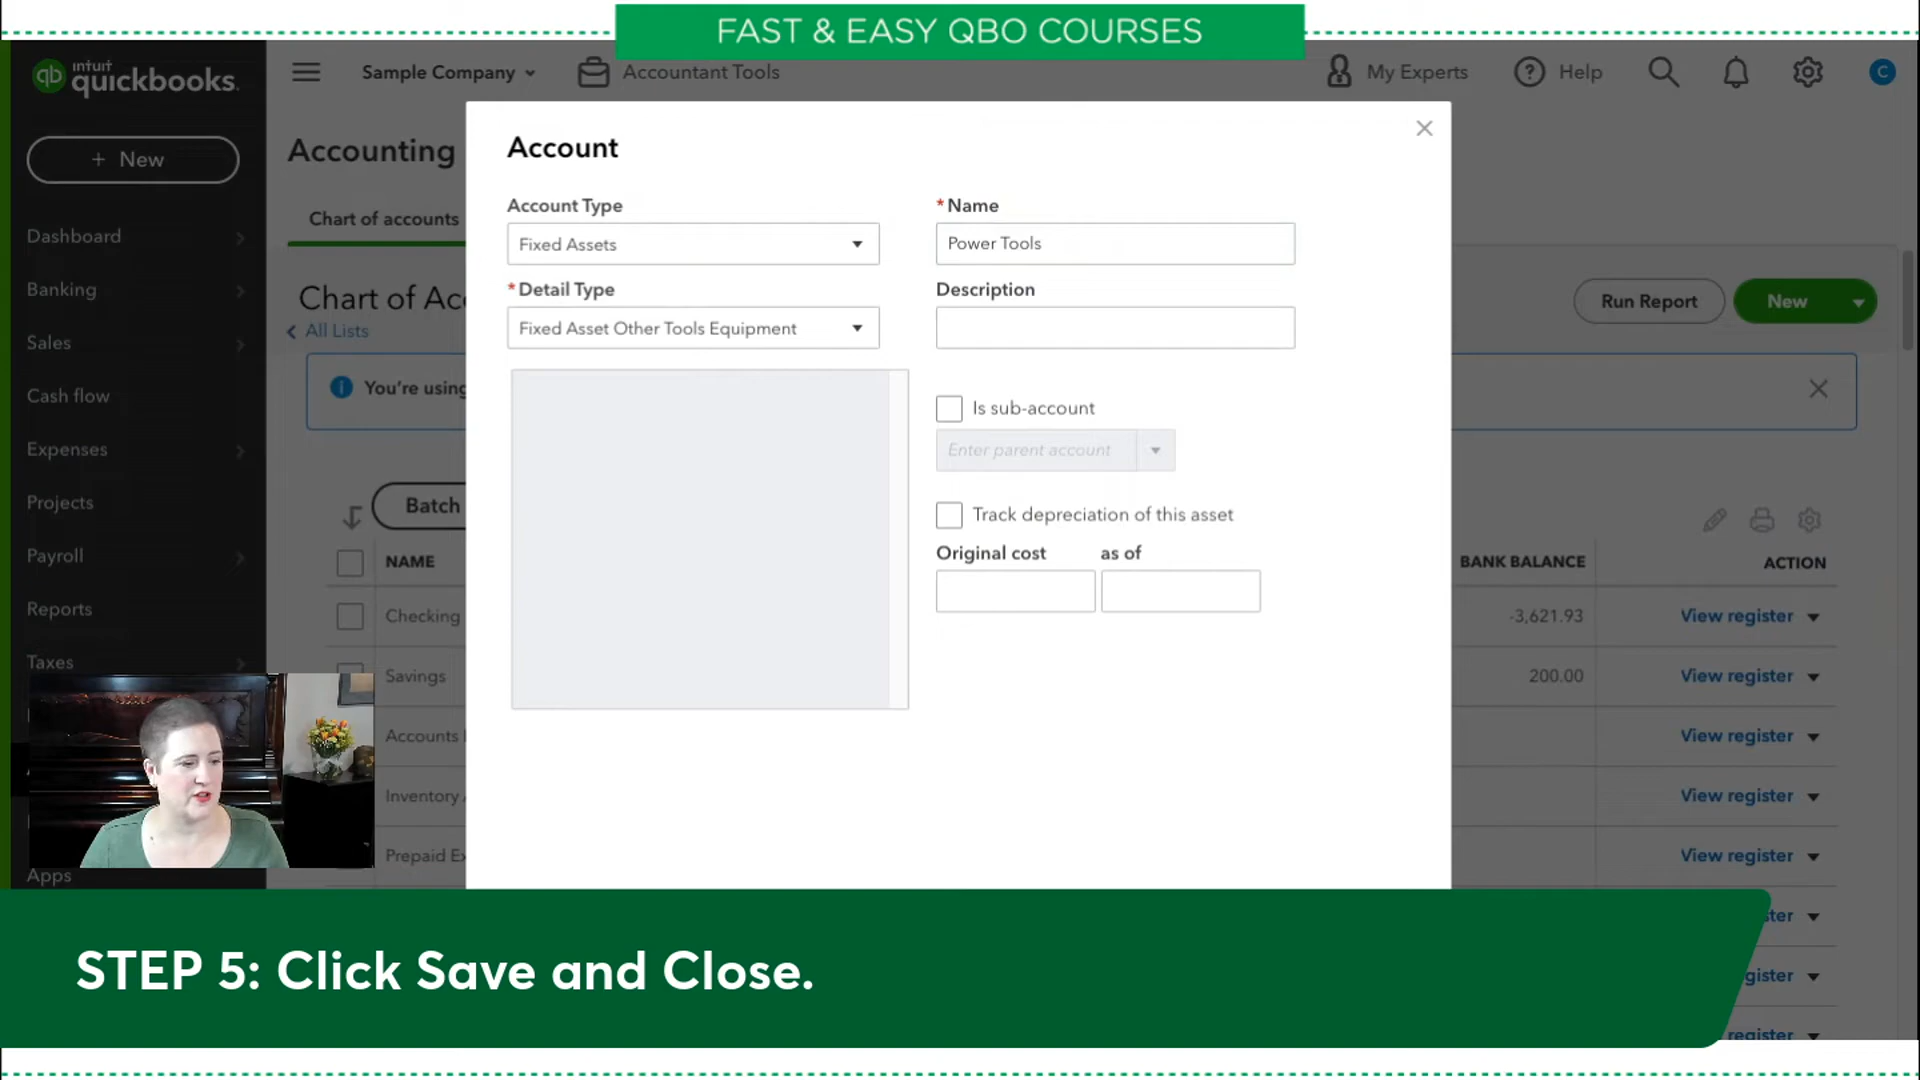 FAST & EASY QBO COURSES
intuit
quickbooks.
Sample Company
Accountant Tools
My Experts
Help
C
+ New
Accounting
Chart of accounts
Dashboard
Banking
Sales
Cash flow
Expenses
Projects
Payroll
Reports
Taxes
Apps
Chart of Acc
All Lists
Run Report
New
You're using
Batch
NAME
BANK BALANCE
ACTION
Checking
-3,621.93
View register
Savings
200.00
View register
Accounts
View register
Inventory
View register
Prepaid Ex
View register
register
Account
Account Type
Fixed Assets
* Name
Power Tools
* Detail Type
Fixed Asset Other Tools Equipment
Description
Is sub-account
Enter parent account
Track depreciation of this asset
Original cost
as of
STEP 5: Click Save and Close.